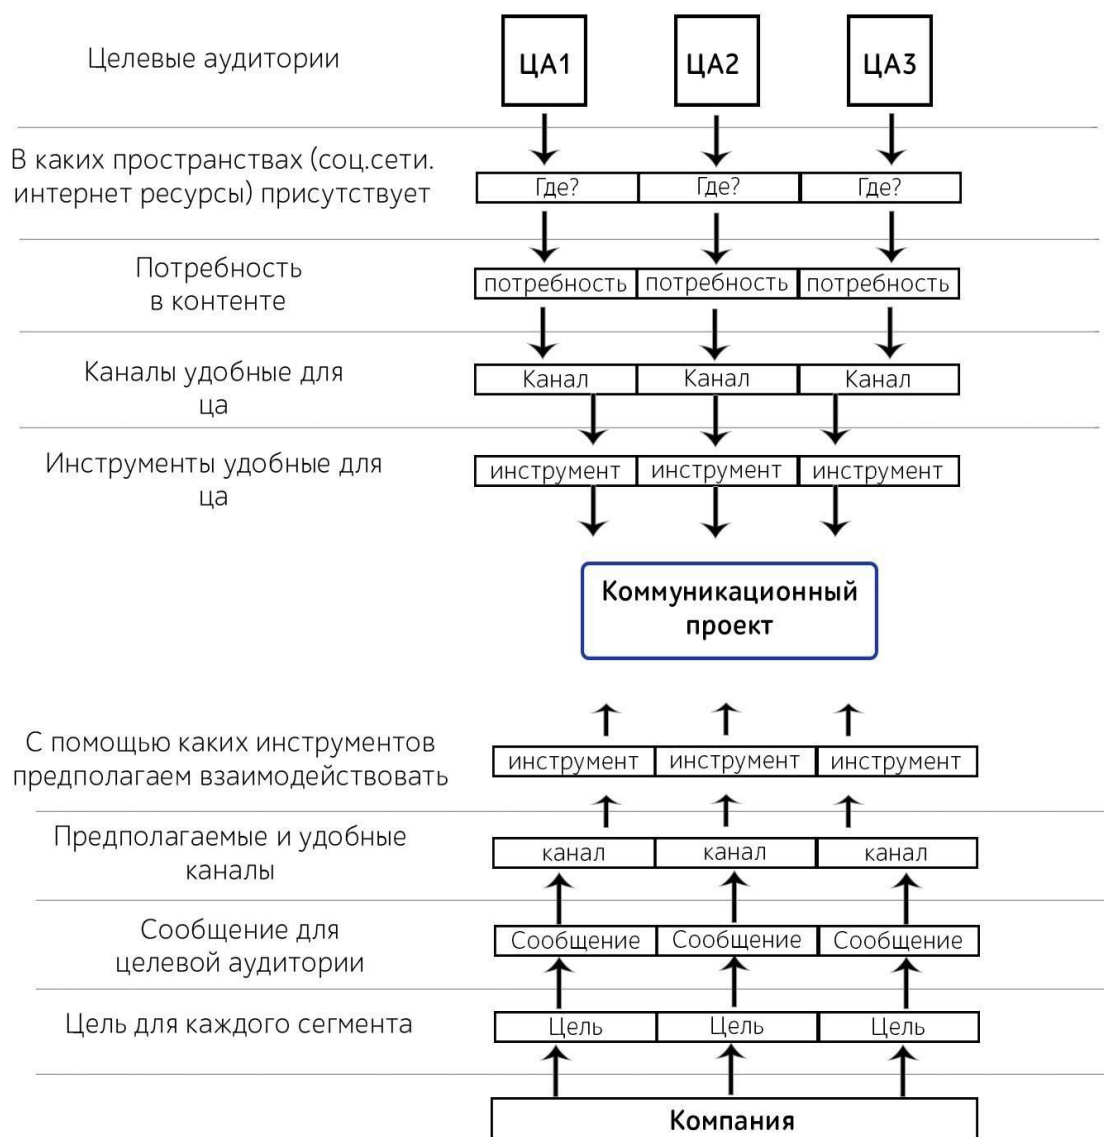 Целевые аудитории
ЦА1 ЦА2 ЦА3
В каких пространствах (соц.сети.
интернет ресурсы) присутствует
Где? Где? Где?
Потребность
в контенте
потребность потребность потребность
Каналы удобные для
ца
Канал Канал Канал
Инструменты удобные для
ца
инструмент инструмент инструмент
Коммуникационный
проект
С помощью каких инструментов
предполагаем взаимодействовать
инструмент инструмент инструмент
Предполагаемые и удобные
каналы
канал канал канал
Сообщение для
целевой аудитории
Сообщение Сообщение Сообщение
Цель для каждого сегмента
Цель Цель Цель
Компания